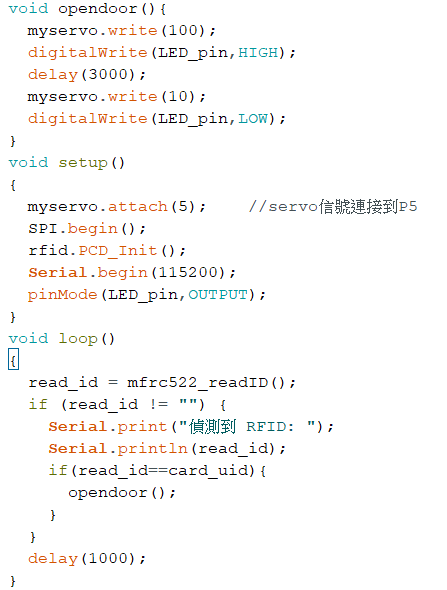 void opendoor(){
  myservo.write(100);
  digitalWrite(LED_pin,HIGH);
  delay(3000);
  myservo.write(10);
  digitalWrite(LED_pin,LOW);
}
void setup()
{
  myservo.attach(5);    //servo信號連接到P5
  SPI.begin();
  rfid.PCD_Init();
  Serial.begin(115200);
  pinMode(LED_pin,OUTPUT);
}
void loop()
{
  read_id = mfrc522_readID();
  if (read_id != "") {
    Serial.print("偵測到 RFID: ");
    Serial.println(read_id);
    if(read_id==card_uid){
      opendoor();
    }
  }
  delay(1000);
}